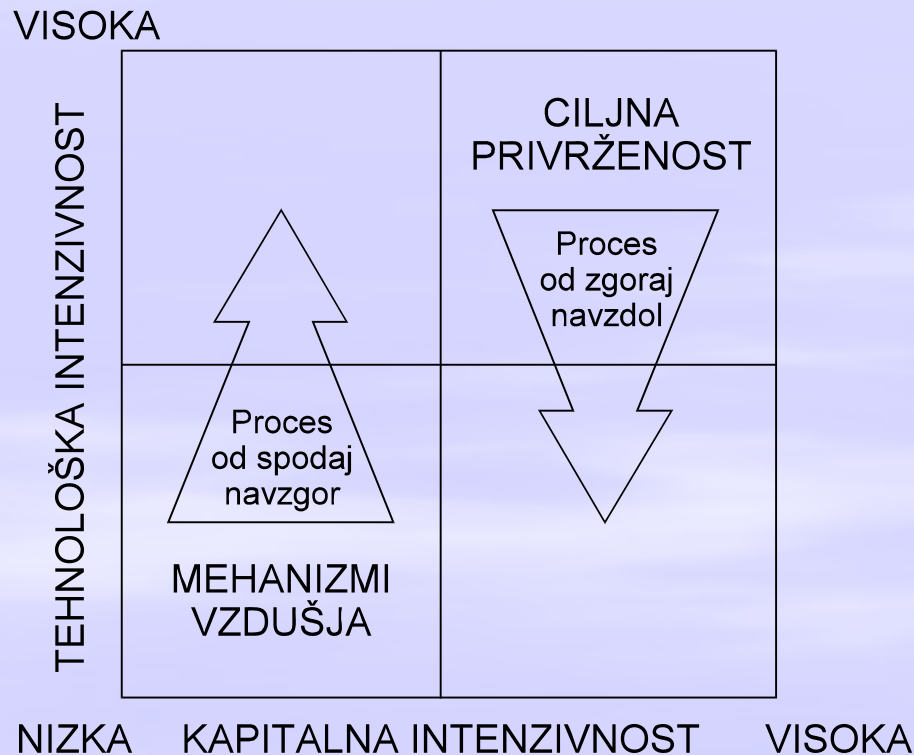 VISOKA
TEHNOLOŠKA INTENZIVNOST
CILJNA
PRIVRŽENOST
Proces
od zgoraj
navzdol
Proces
od spodaj
navzgor
MEHANIZMI
VZDUŠJA
NIZKA KAPITALNA INTENZIVNOST VISOKA